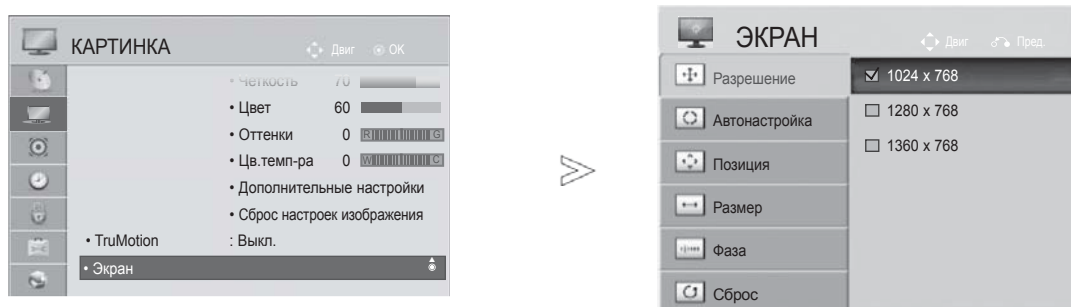 КАРТИНКА
Двиг OK
• Четкость 70
• Цвет 60
• Оттенки 0 R G
• Цв.темп-ра 0 W C
• Дополнительные настройки
• Сброс настроек изображения
• TruMotion : Выкл.
• Экран
ЭКРАН
Двиг Пред.
Разрешение
Автонастройка
Позиция
Размер
Фаза
Сброс
1024 x 768
1280 x 768
1360 x 768